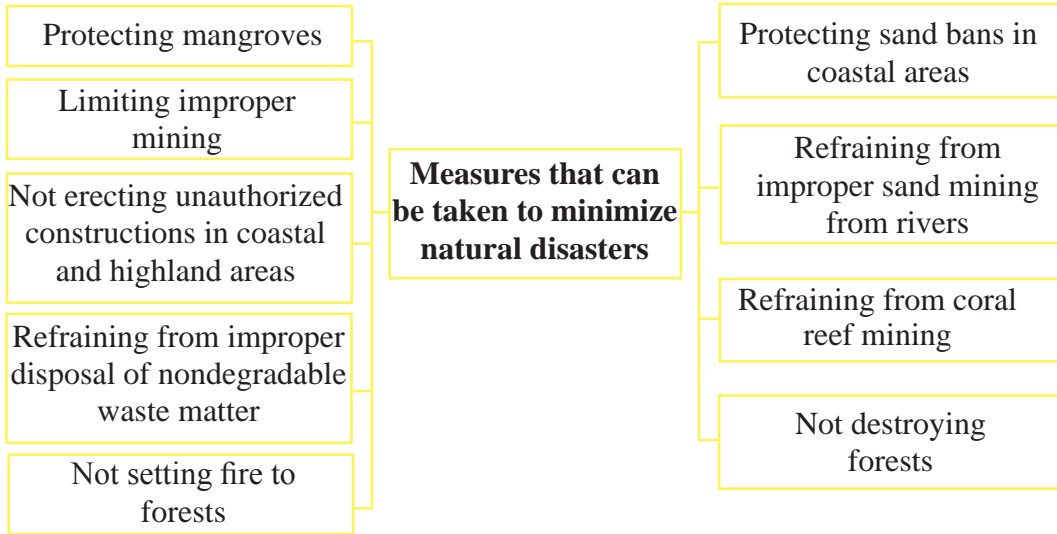 Protecting mangroves
Limiting improper
mining
Not erecting unauthorized
constructions in coastal
and highland areas
Refraining from improper
disposal of nondegradable
waste matter
Not setting fire to
forests
Measures that can
be taken to minimize
natural disasters
Protecting sand bans in
coastal areas
Refraining from
improper sand mining
from rivers
Refraining from coral
reef mining
Not destroying
forests